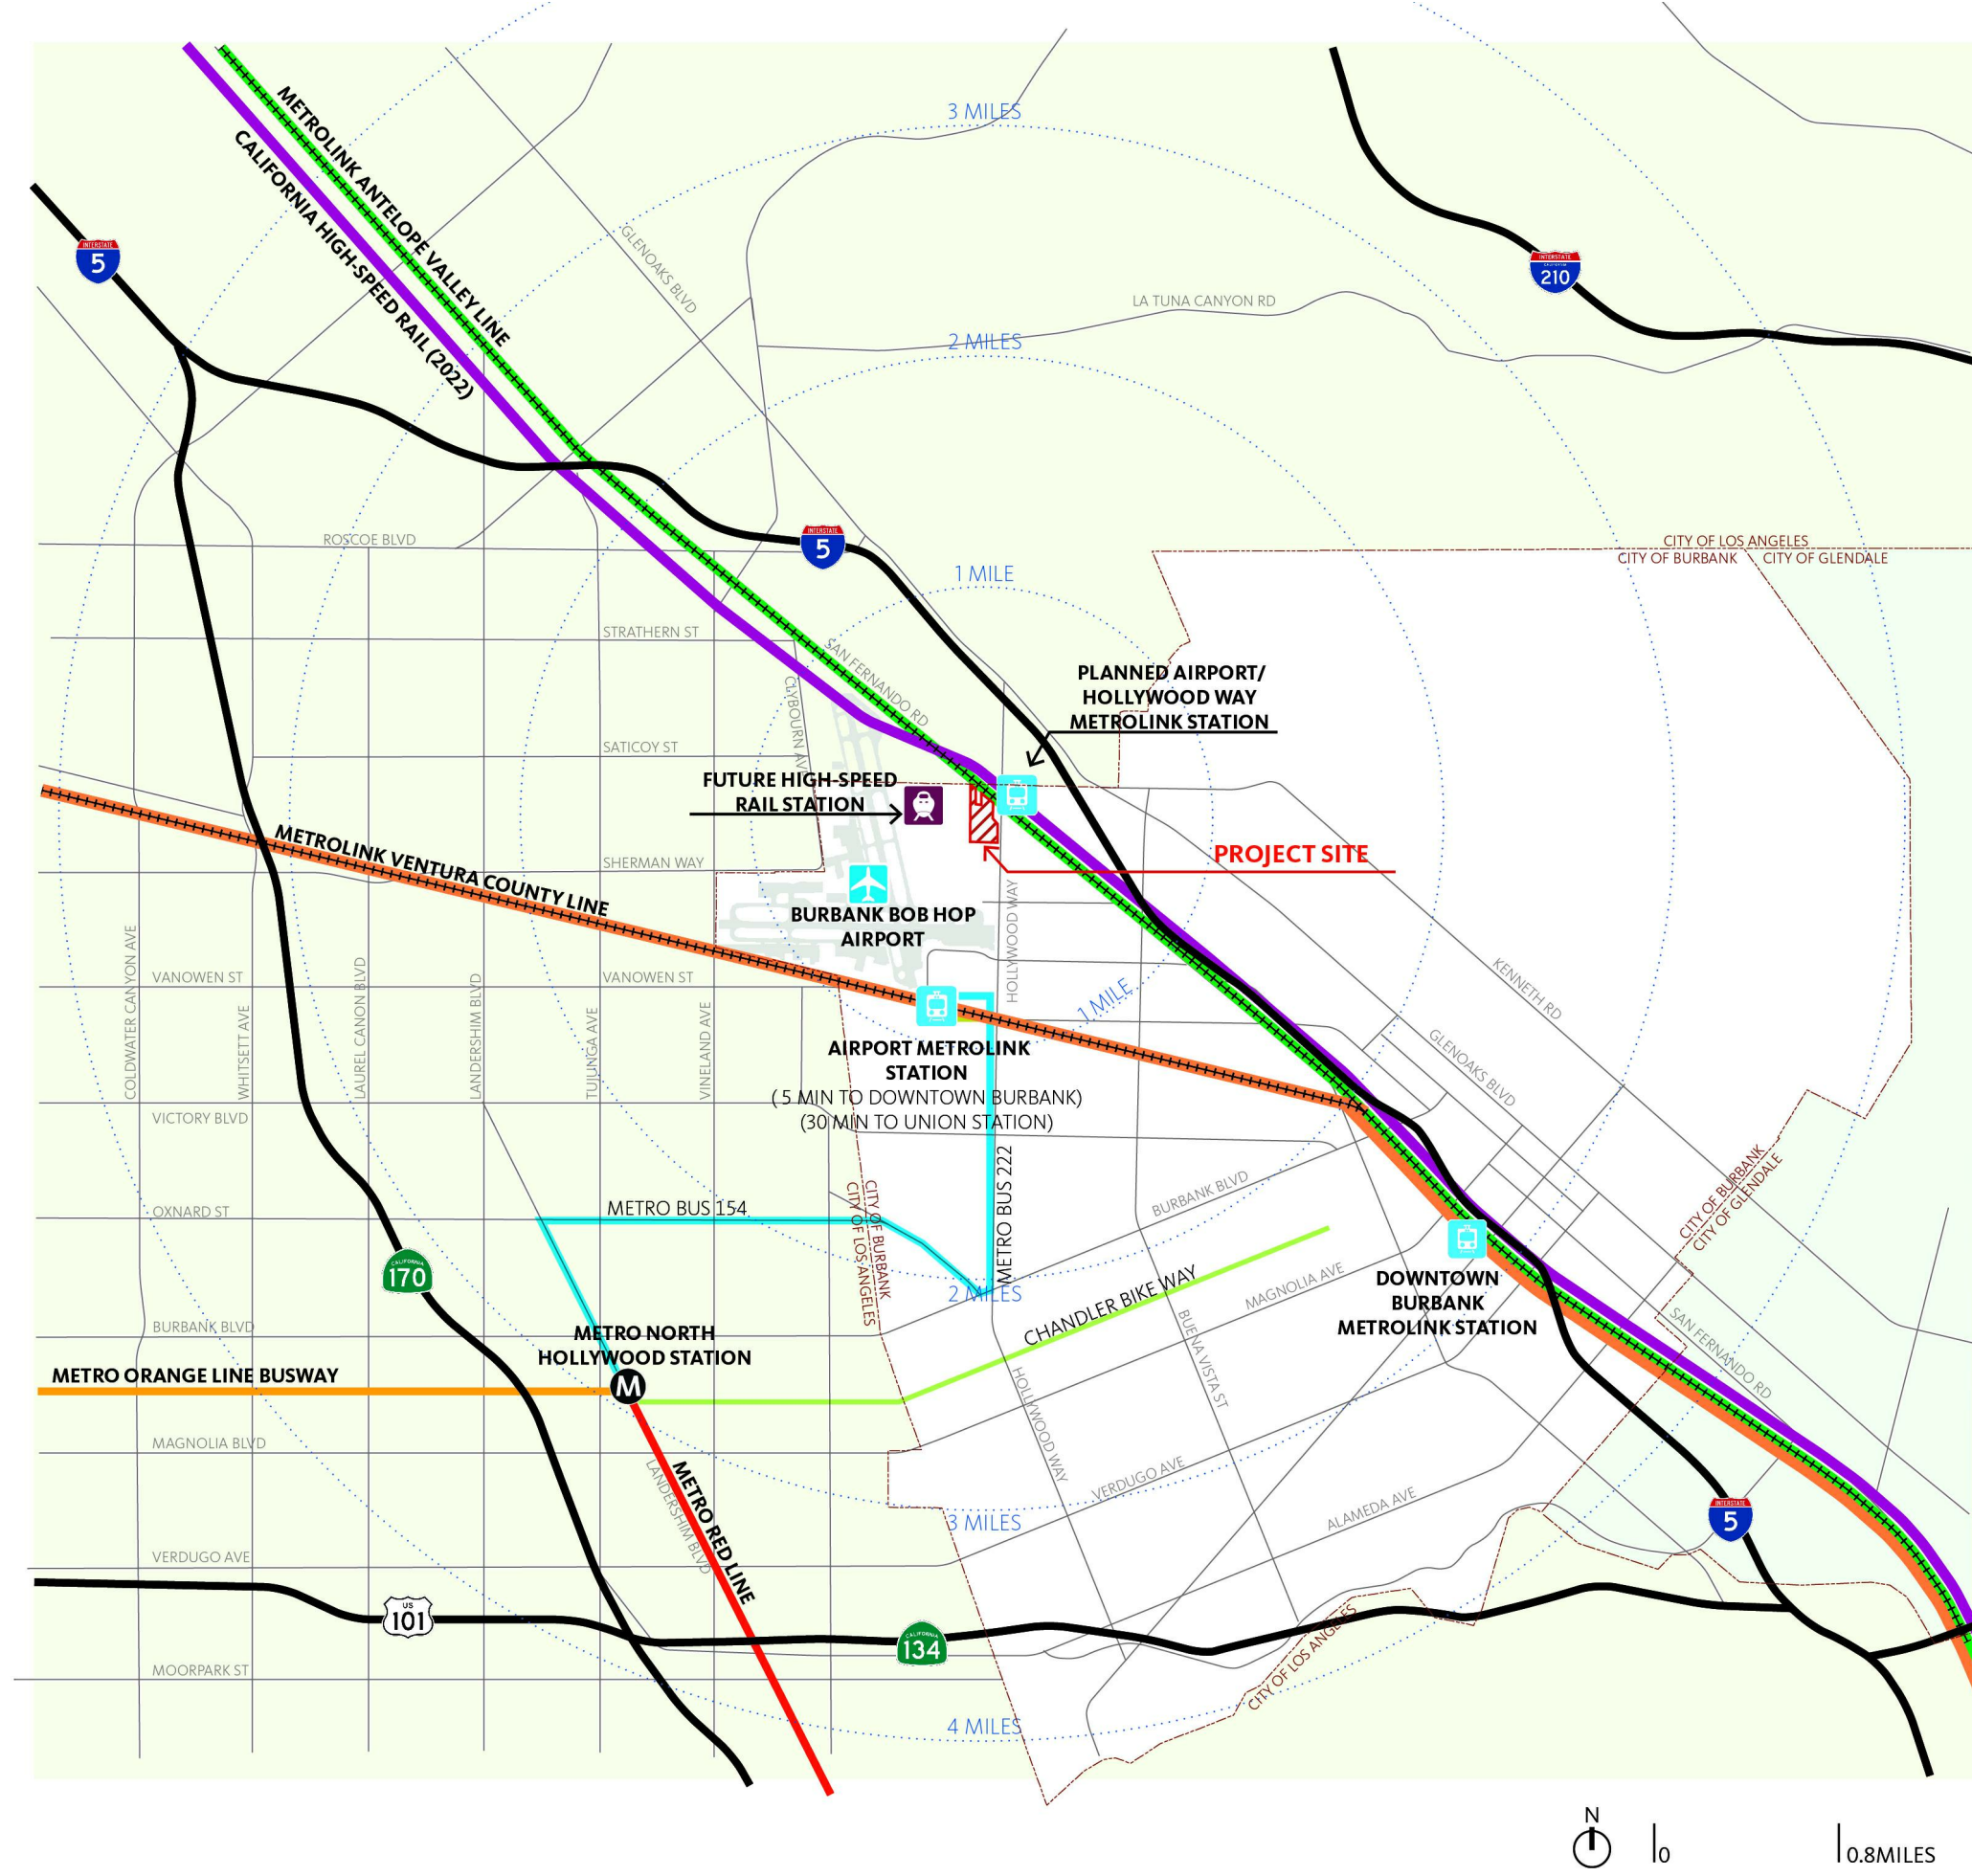 3 MILES
METROLINK ANTELOPE VALLEY LINE
CALIFORNIA HIGH-SPEED RAIL (2022)
INTERSTATE
5
GLENOAKS BLVD
INTERSTATE
CALIFORNIA
210
LA TUNA CANYON RD
2 MILES
ROSCOE BLVD
INTERSTATE
5
CITY OF LOS ANGELES
CITY OF BURBANK
CITY OF GLENDALE
1 MILE
STRATHERN ST
SAN FERNANDO RD
CLYBOURN AVE
PLANNED AIRPORT/
HOLLYWOOD WAY
METROLINK STATION
SATICOY ST
FUTURE HIGH-SPEED
RAIL STATION
PROJECT SITE
METROLINK VENTURA COUNTY LINE
SHERMAN WAY
BURBANK BOB HOP
AIRPORT
HOLLYWOOD WAY
VANOWEN ST
VANOWEN ST
COLDWATER CANYON AVE
WHITSETT AVE
LAUREL CANON BLVD
LANDERSHIM BLVD
TUJUNGA AVE
VINELAND AVE
1 MILE
KENNETH RD
GLENOAKS BLVD
AIRPORT METROLINK
STATION
( 5 MIN TO DOWNTOWN BURBANK)
(30 MIN TO UNION STATION)
VICTORY BLVD
METRO BUS 222
CITY OF BURBANK
CITY OF GLENDALE
OXNARD ST
METRO BUS 154
CITY OF BURBANK
CITY OF LOS ANGELES
BURBANK BLVD
CALIFORNIA
170
2 MILES
CHANDLER BIKE WAY
MAGNOLIA AVE
DOWNTOWN
BURBANK
METROLINK STATION
BURBANK BLVD
METRO NORTH
HOLLYWOOD STATION
METRO ORANGE LINE BUSWAY
M
BUENA VISTA ST
SAN FERNANDO RD
HOLLYWOOD WAY
MAGNOLIA BLVD
METRO RED LINE
LANDERSHIM BLVD
VERDUGO AVE
ALAMEDA AVE
3 MILES
INTERSTATE
5
VERDUGO AVE
US
101
CALIFORNIA
134
CITY OF LOS ANGELES
MOORPARK ST
4 MILES
N
0
0.8MILES